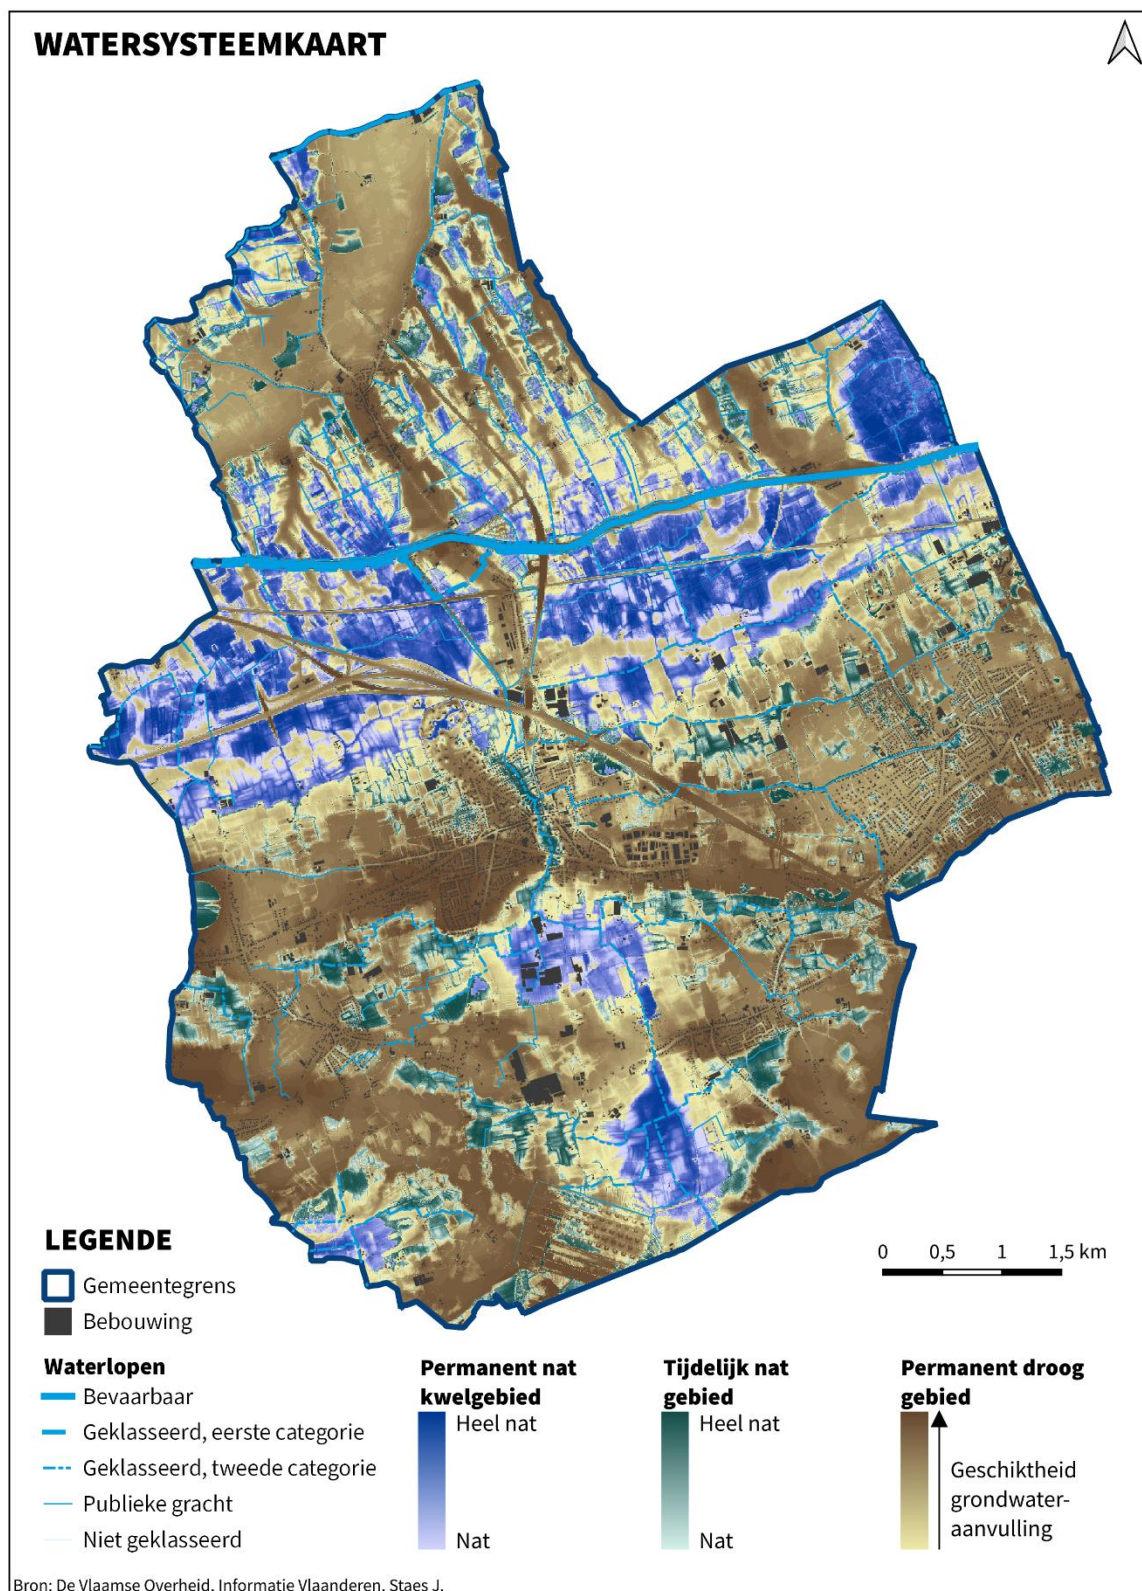 WATERSYSTEEMKAART
0 0,5 1 1,5 km
LEGENDE
Gemeentegrens
Bebouwing
Waterlopen
Bevaarbaar
Geklasseerd, eerste categorie
Geklasseerd, tweede categorie
Publieke gracht
Niet geklasseerd
Permanent nat
kwelgebied
Heel nat
Nat
Tijdelijk nat
gebied
Heel nat
Nat
Permanent droog
gebied
Geschiktheid
grondwater-
aanvulling
Bron: De Vlaamse Overheid, Informatie Vlaanderen, Staes J.